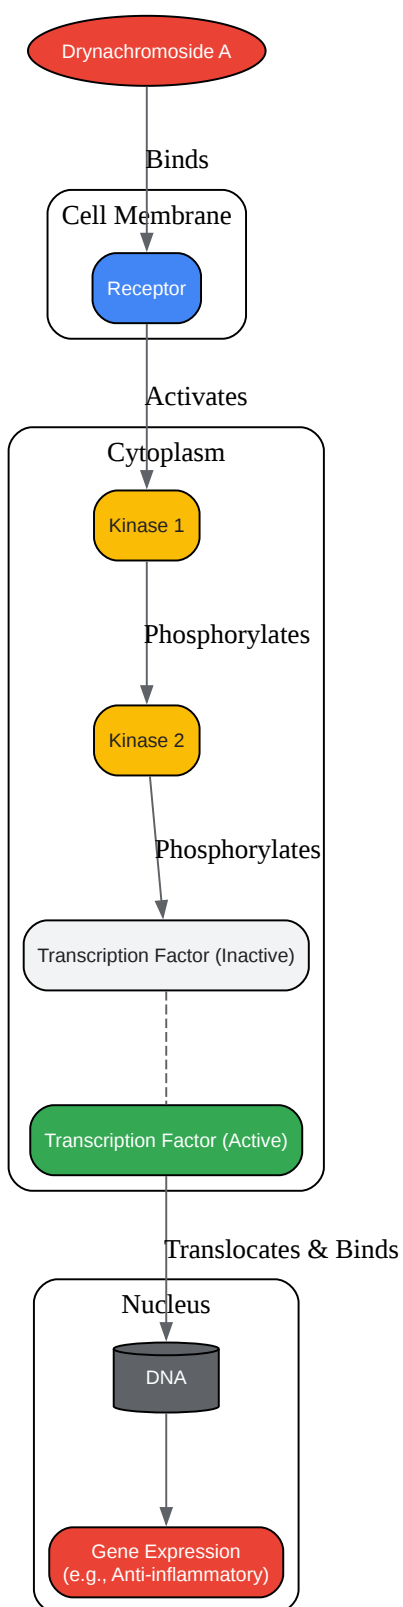 Drynachromoside A
Binds
Cell Membrane
Receptor
Activates
Cytoplasm
Kinase 1
Phosphorylates
Kinase 2
Phosphorylates
Transcription Factor (Inactive)
Transcription Factor (Active)
Translocates & Binds
Nucleus
DNA
Gene Expression
(e.g., Anti-inflammatory)